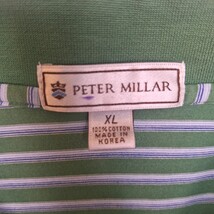 PETER MILLAR
XL
100% COTTON
MADE IN
KOREA